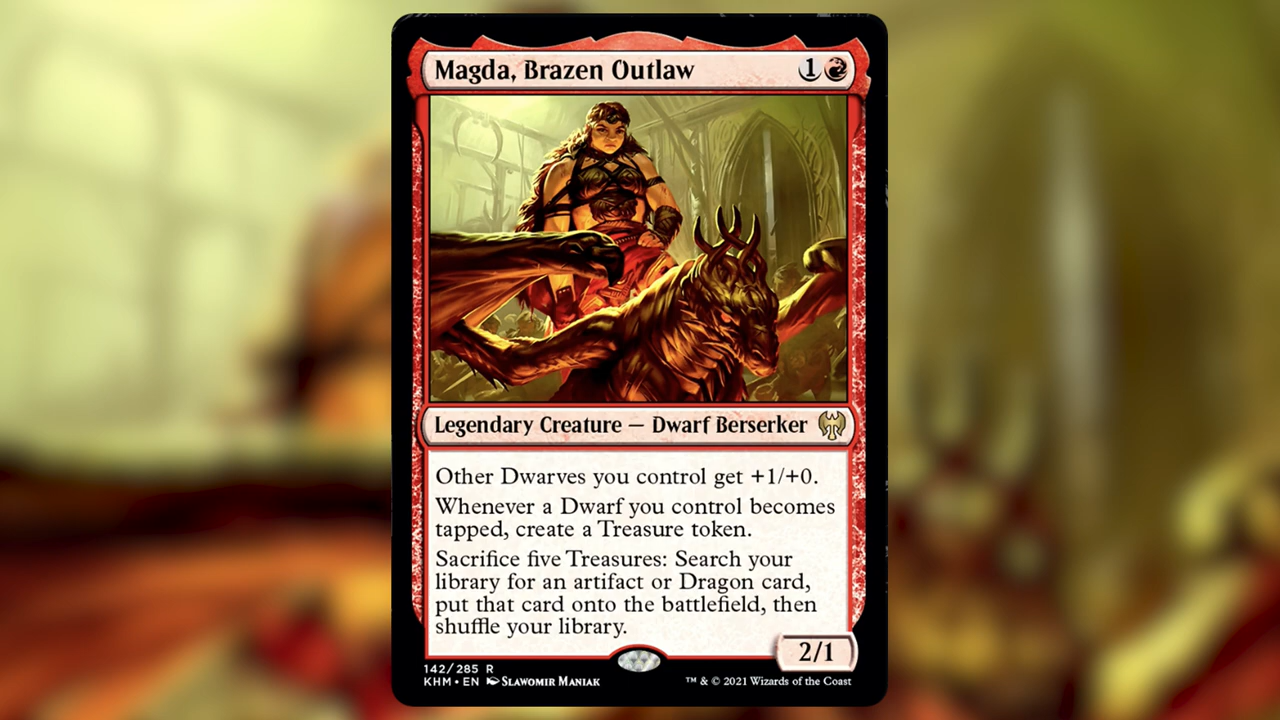 Magda, Brazen Outlaw 1
Legendary Creature — Dwarf Berserker
Other Dwarves you control get +1/+0.
Whenever a Dwarf you control becomes
tapped, create a Treasure token.
Sacrifice five Treasures: Search your
library for an artifact or Dragon card,
put that card onto the battlefield, then
shuffle your library.
2/1
142/285 R
KHM • EN Slawomir Maniak
™ & © 2021 Wizards of the Coast